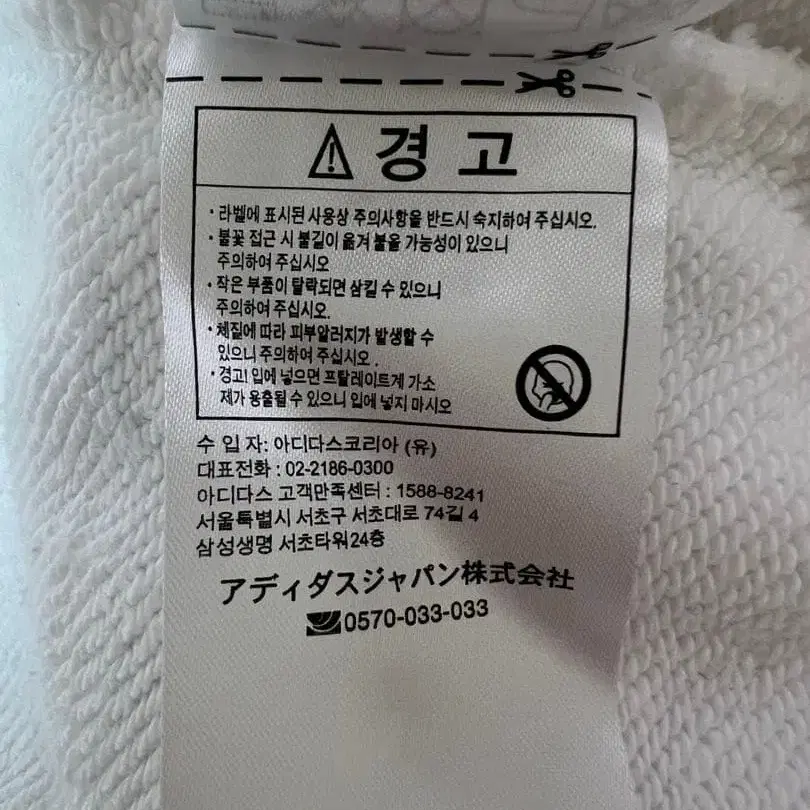 경고
· 라벨에 표시된 사용상 주의사항을 반드시 숙지하여 주십시오.
· 불꽃 접근 시 불길이 옮겨 붙을 가능성이 있으니
주의하여 주십시오
· 작은 부품이 탈락되면 삼킬 수 있으니
주의하여 주십시오.
· 체질에 따라 피부알러지가 발생할 수
있으니 주의하여 주십시오.
· 경고! 입에 넣으면 프탈레이트계 가소
제가 용출될 수 있으니 입에 넣지 마시오
수 입 자: 아디다스코리아 (유)
대표전화 : 02-2186-0300
아디다스 고객만족센터 : 1588-8241
서울특별시 서초구 서초대로 74길 4
삼성생명 서초타워24층
アディダスジャパン株式会社
0570-033-033